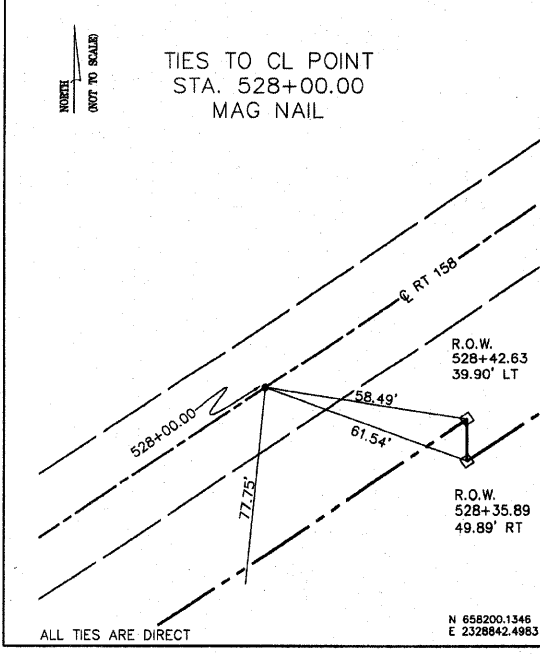 NORTH
(NOT TO SCALE)
TIES TO CL POINT
STA. 528+00.00
MAG NAIL
℄ RT 158
R.O.W.
528+42.63
39.90' LT
58.49'
528+00.00
61.54'
77.75'
R.O.W.
528+35.89
49.89' RT
ALL TIES ARE DIRECT
N 658200.1346
E 2328842.4983